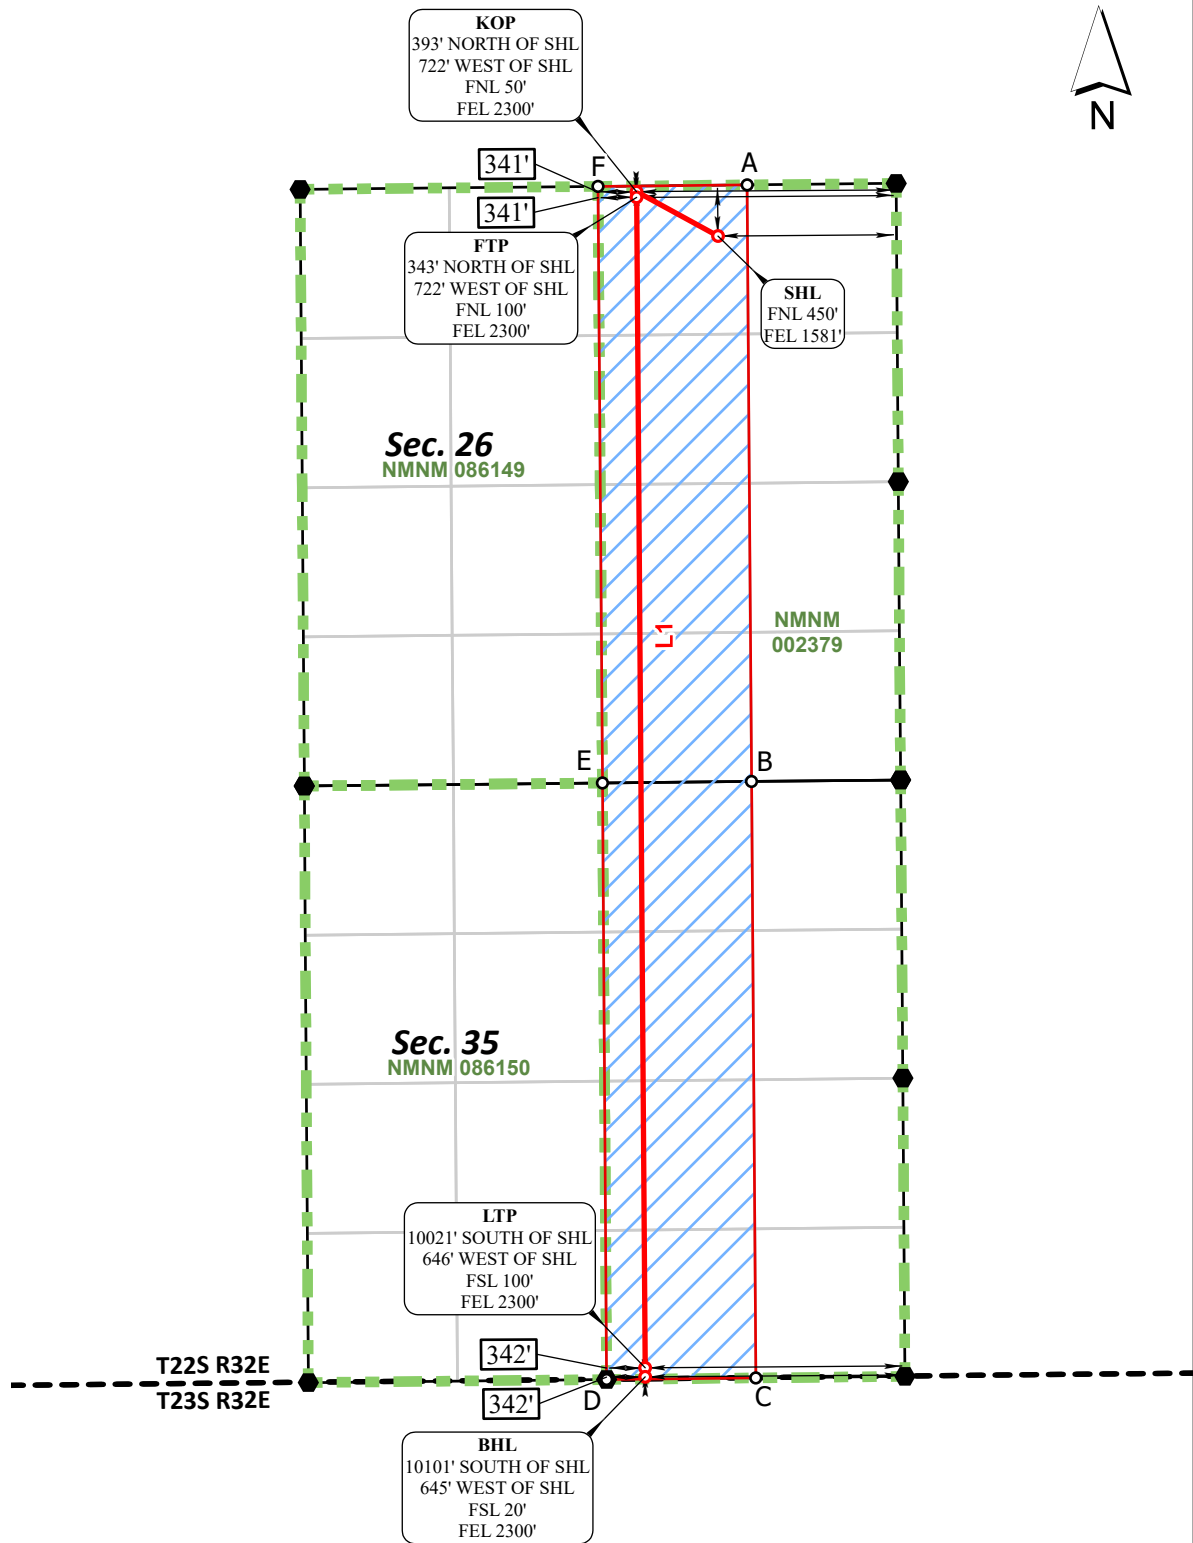 KOP
393' NORTH OF SHL
722' WEST OF SHL
FNL 50'
FEL 2300'
N
341'
F
A
341'
FTP
343' NORTH OF SHL
722' WEST OF SHL
FNL 100'
FEL 2300'
SHL
FNL 450'
FEL 1581'
Sec. 26
NMNM 086149
L1
NMNM
002379
E
B
Sec. 35
NMNM 086150
LTP
10021' SOUTH OF SHL
646' WEST OF SHL
FSL 100'
FEL 2300'
342'
T22S R32E
T23S R32E
D
C
342'
BHL
10101' SOUTH OF SHL
645' WEST OF SHL
FSL 20'
FEL 2300'